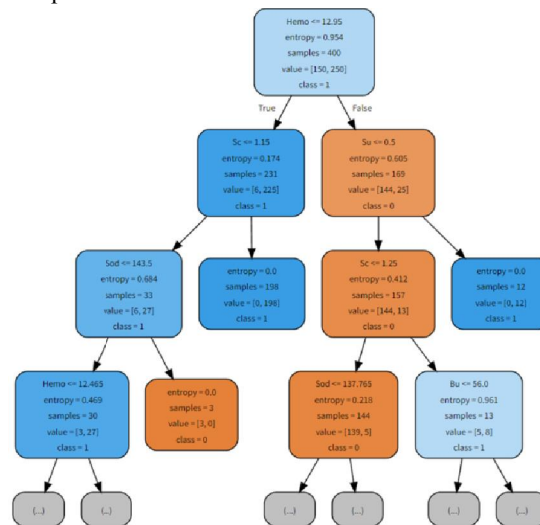 Hemo <= 12.95
entropy = 0.954
samples = 400
value = [150, 250]
class = 1
True
False
Sc <= 1.15
entropy = 0.174
samples = 231
value = [6, 225]
class = 1
Su <= 0.5
entropy = 0.605
samples = 169
value = [144, 25]
class = 0
Sod <= 143.5
entropy = 0.684
samples = 33
value = [6, 27]
class = 1
entropy = 0.0
samples = 198
value = [0, 198]
class = 1
Sc <= 1.25
entropy = 0.412
samples = 157
value = [144, 13]
class = 0
entropy = 0.0
samples = 12
value = [0, 12]
class = 1
Hemo <= 12.465
entropy = 0.469
samples = 30
value = [3, 27]
class = 1
entropy = 0.0
samples = 3
value = [3, 0]
class = 0
Sod <= 137.765
entropy = 0.218
samples = 144
value = [139, 5]
class = 0
Bu <= 56.0
entropy = 0.961
samples = 13
value = [5, 8]
class = 1
(...)
(...)
(...)
(...)
(...)
(...)